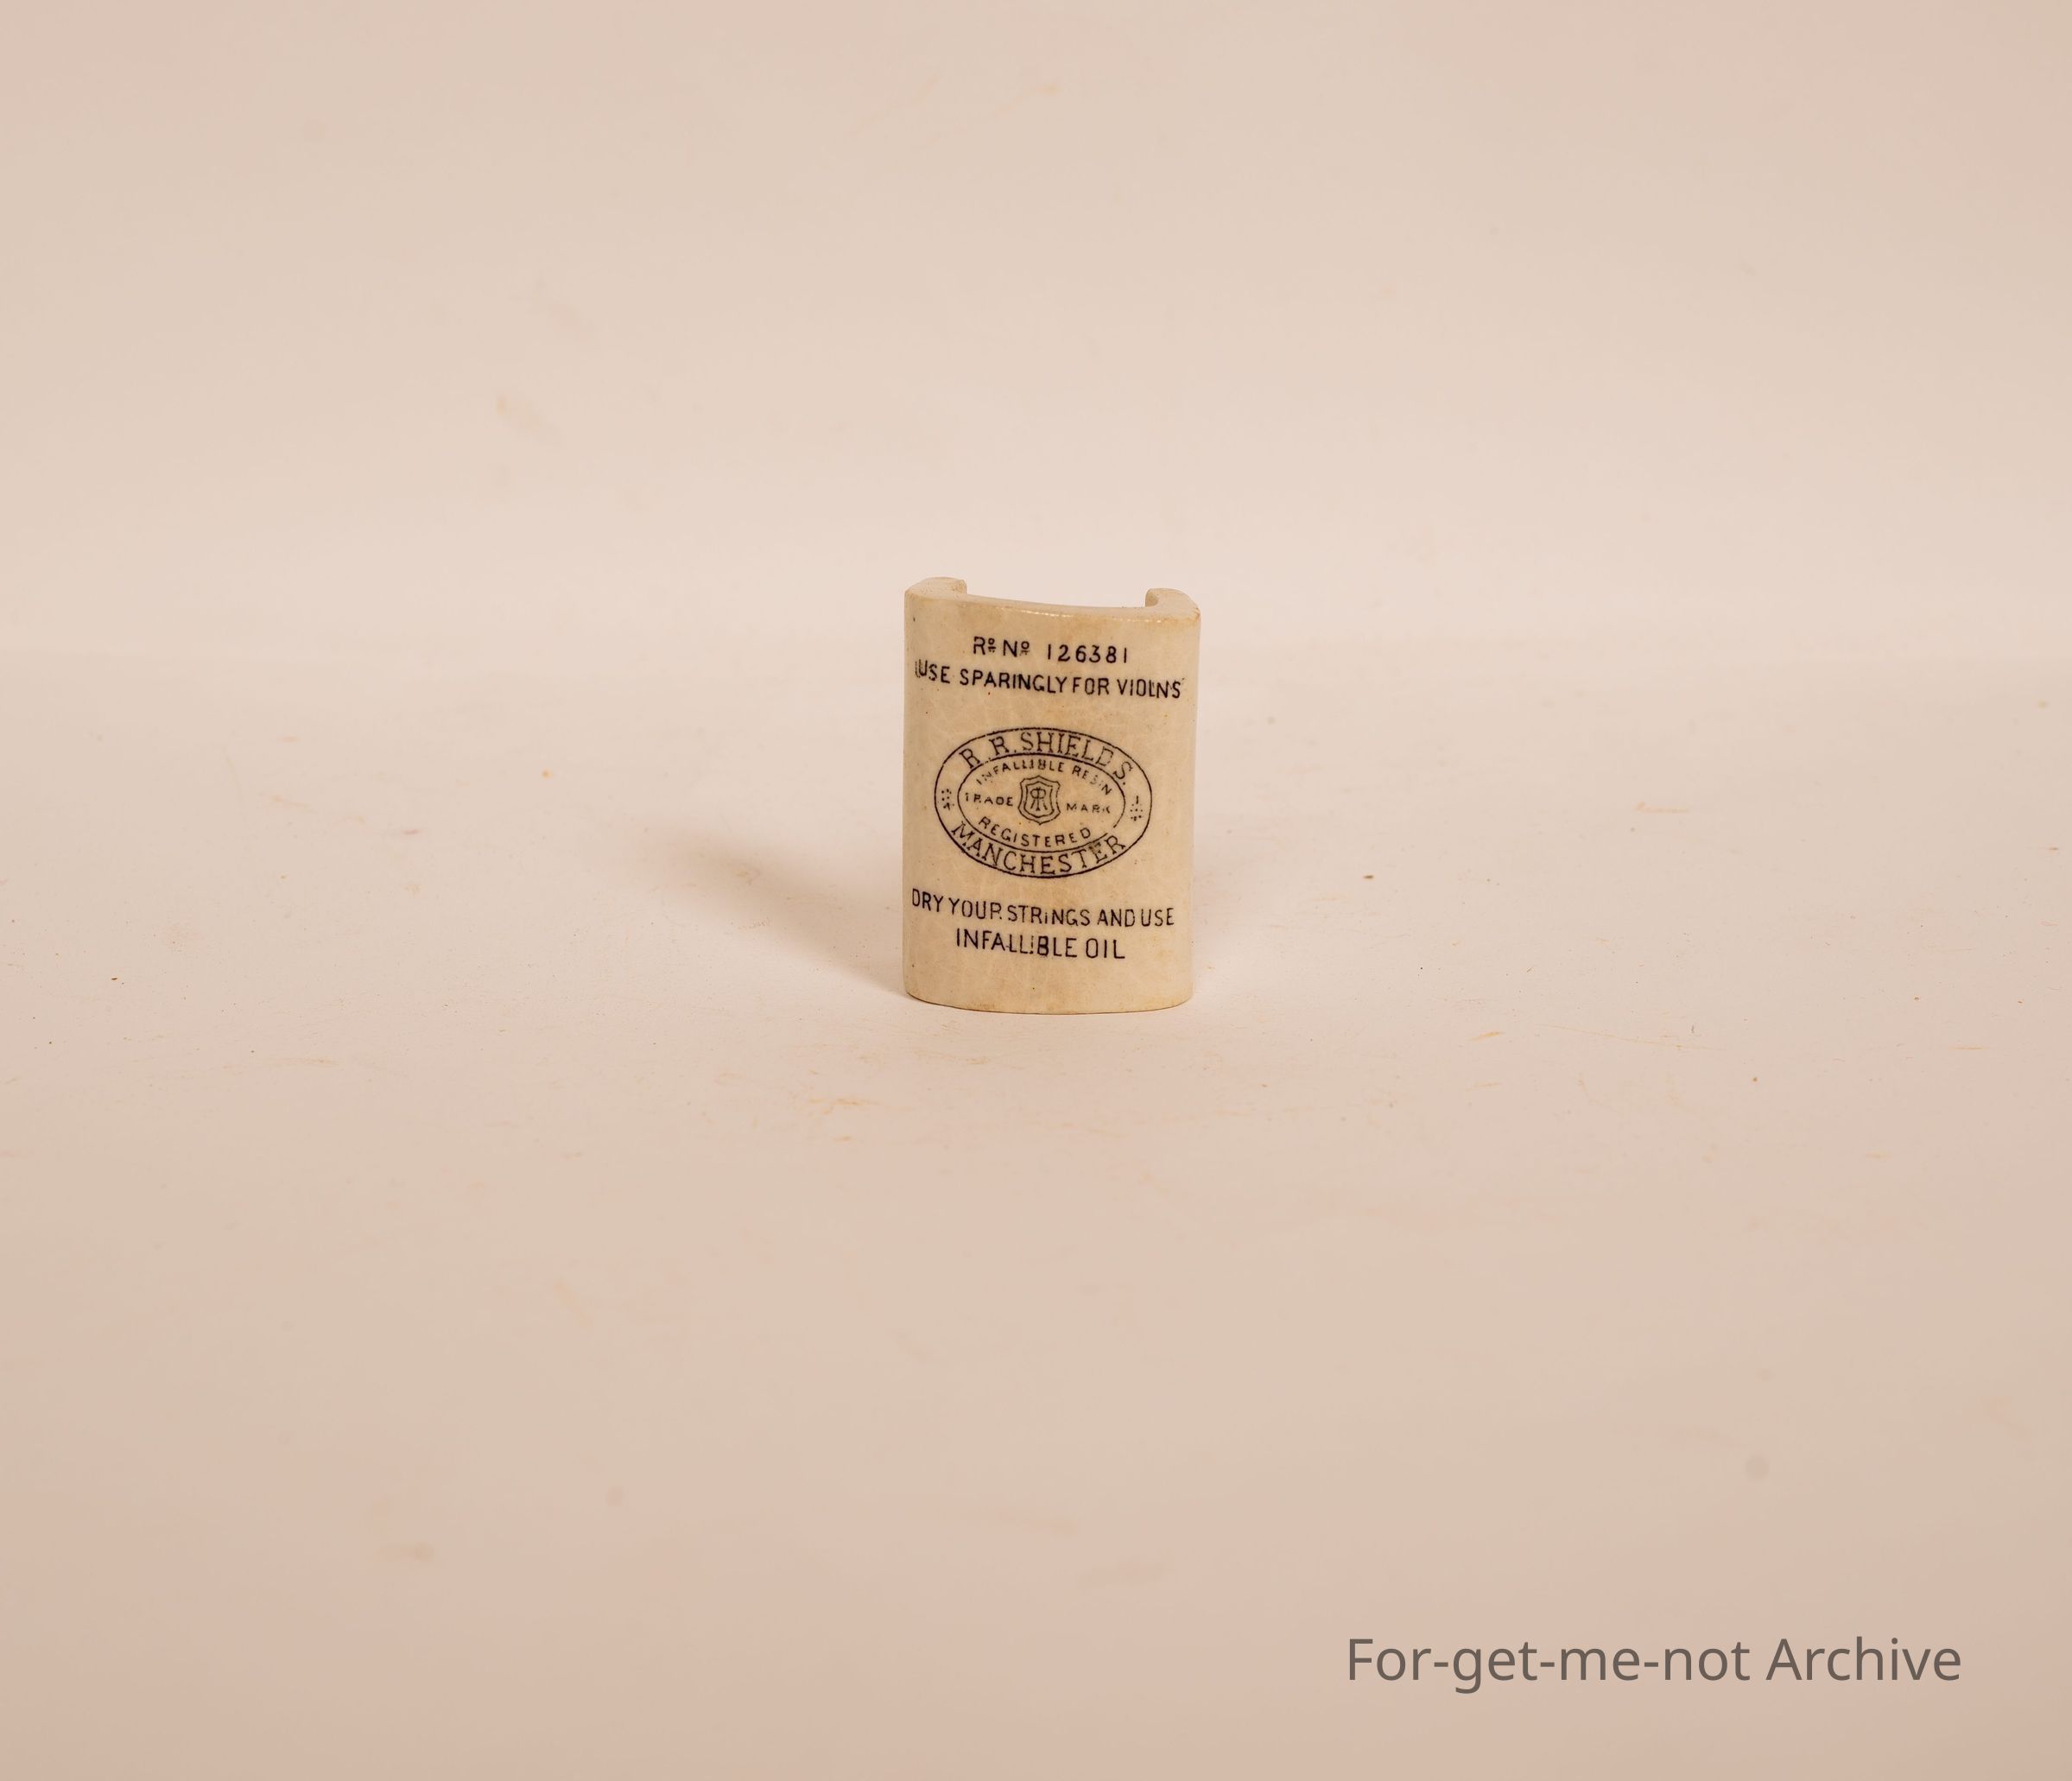 Rᴅ Nº 126381
USE SPARINGLY FOR VIOLNS
R. R. SHIELDS.
INFALLIBLE RESIN
TRADE MARK
REGISTERED
MANCHESTER
DRY YOUR STRINGS AND USE
INFALLIBLE OIL
For-get-me-not Archive